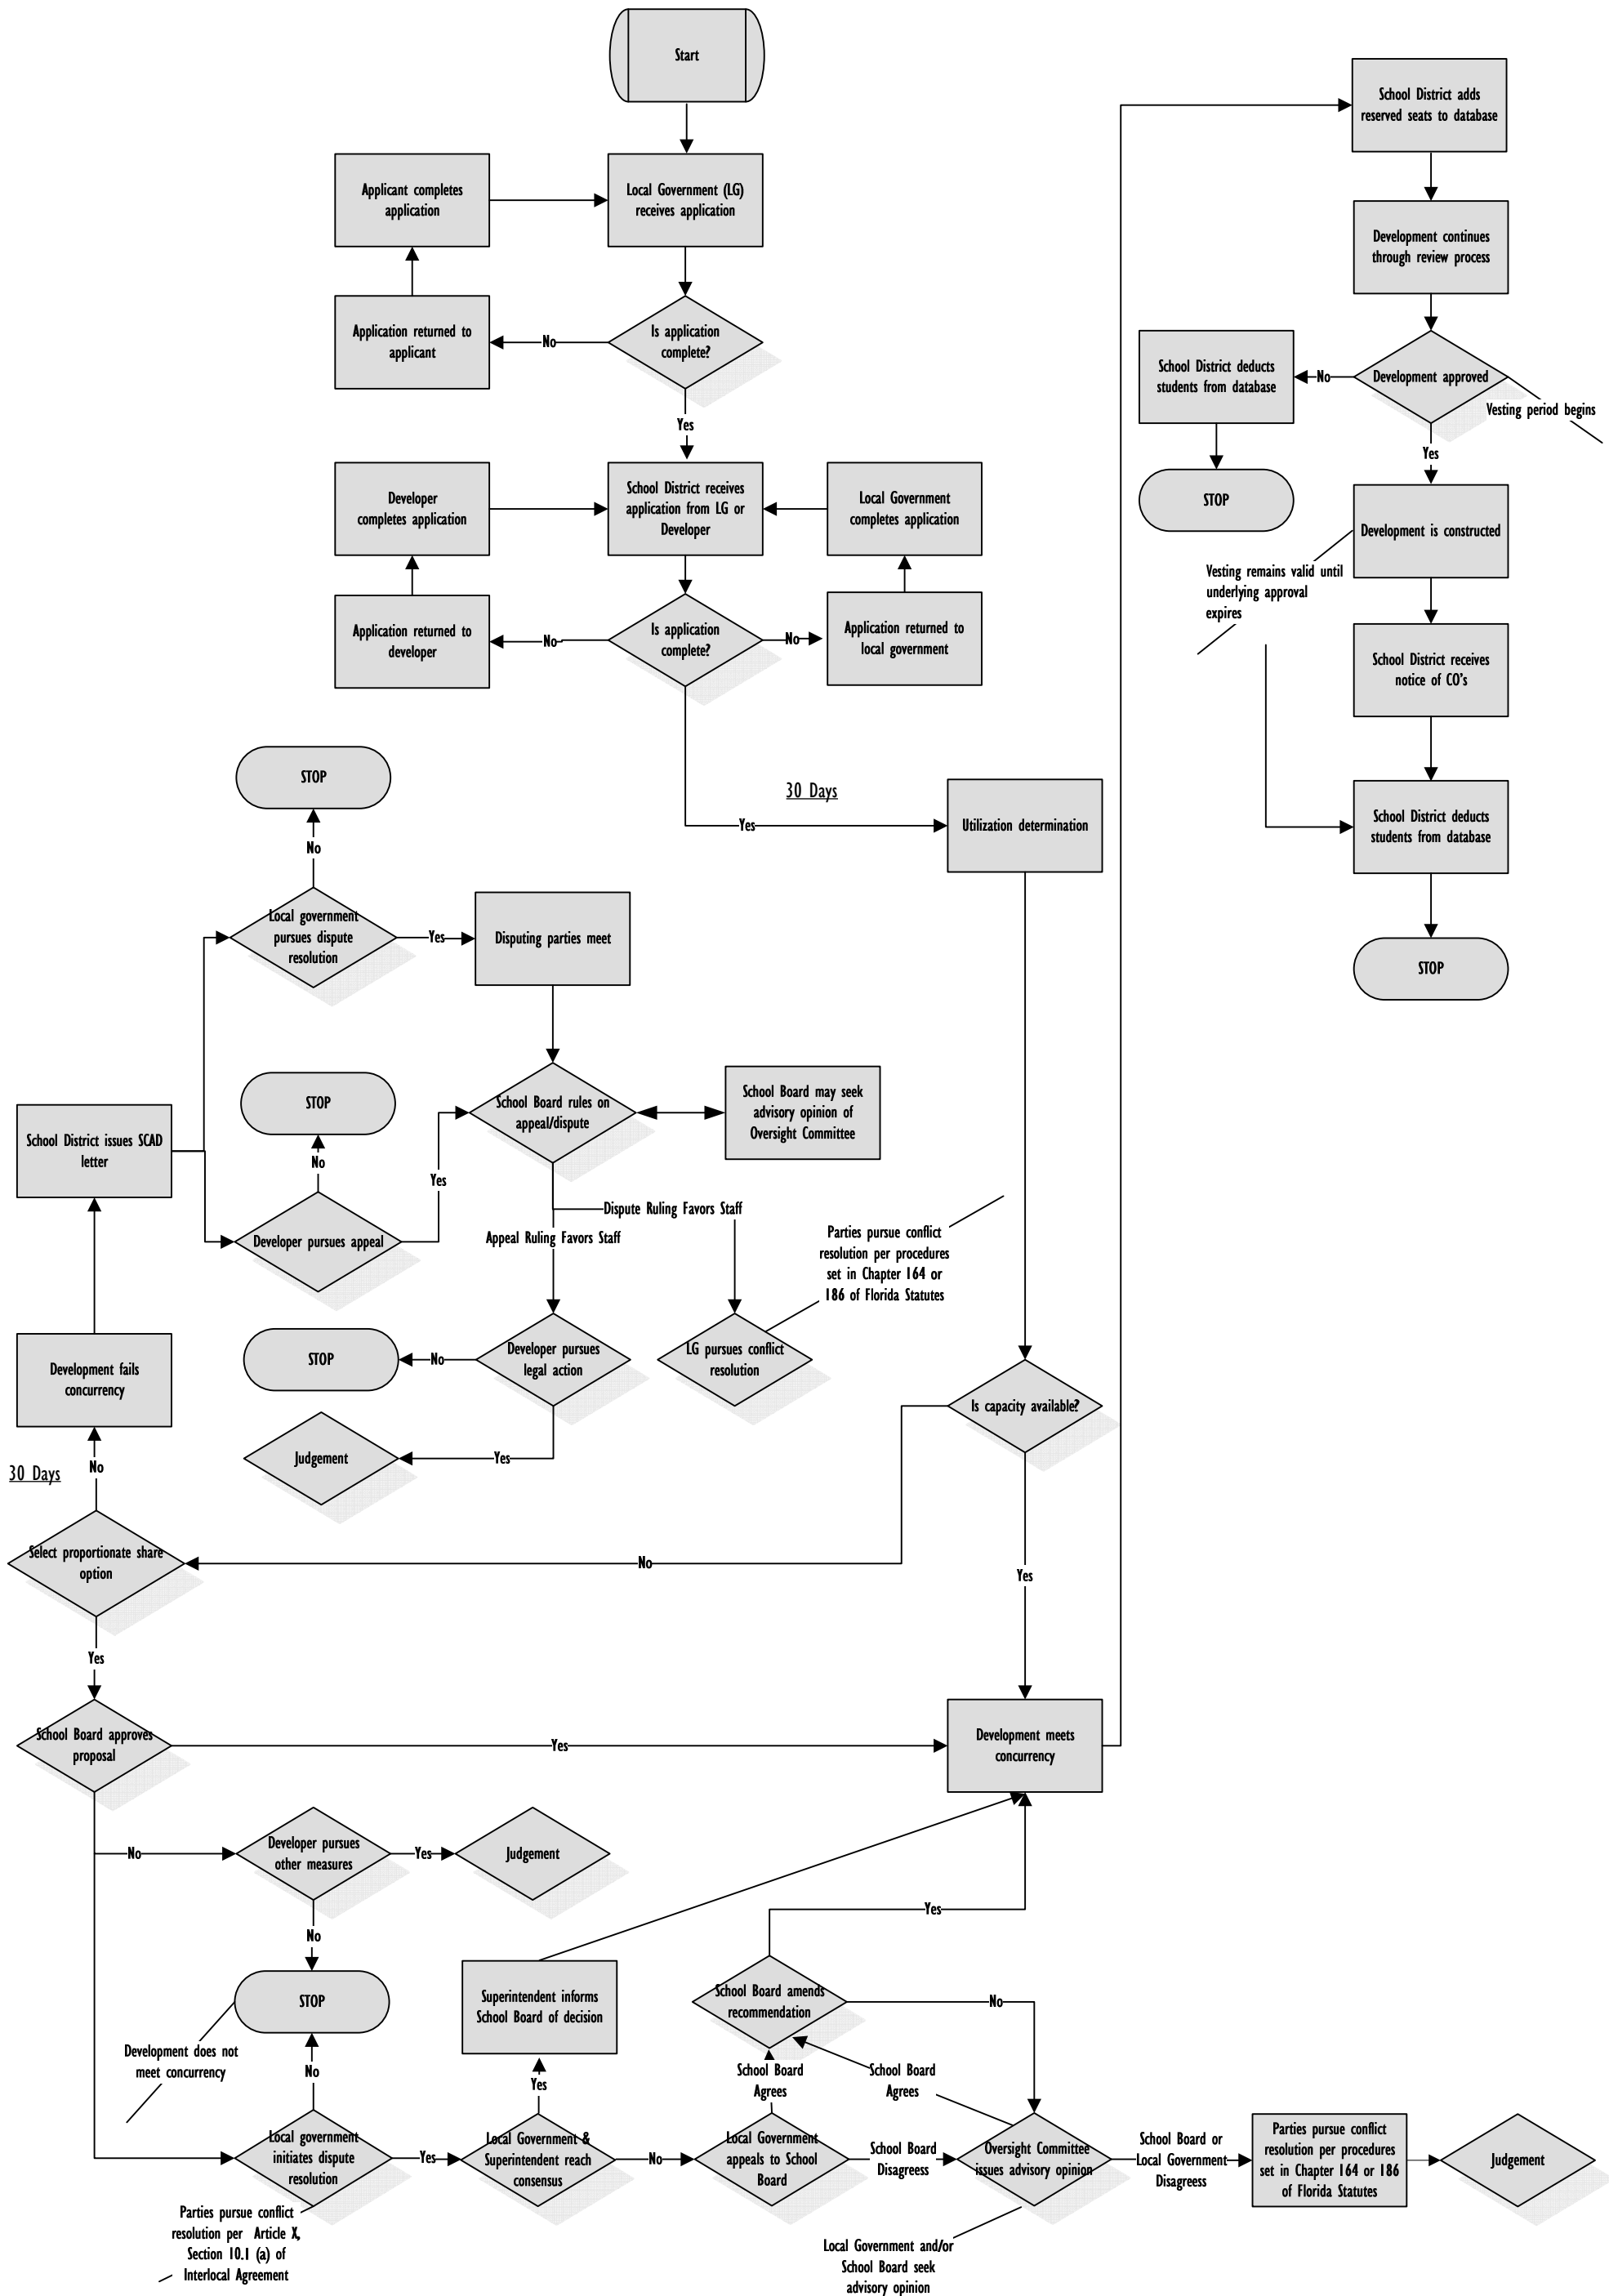 Start
Local Government (LG)
receives application
Applicant completes
application
Is application
complete?
No
Application returned to
applicant
Yes
School District receives
application from LG or
Developer
Developer
completes application
Local Government
completes application
Is application
complete?
No
Application returned to
developer
No
Application returned to
local government
30 Days
Yes
Utilization determination
STOP
No
Local government
pursues dispute
resolution
Yes
Disputing parties meet
School District issues SCAD
letter
STOP
No
Developer pursues appeal
Yes
School Board rules on
appeal/dispute
School Board may seek
advisory opinion of
Oversight Committee
Dispute Ruling Favors Staff
Appeal Ruling Favors Staff
Parties pursue conflict
resolution per procedures
set in Chapter 164 or
186 of Florida Statutes
Development fails
concurrency
STOP
No
Developer pursues
legal action
LG pursues conflict
resolution
Is capacity available?
Judgement
Yes
30 Days
No
Select proportionate share
option
No
Yes
Yes
School Board approves
proposal
Yes
Development meets
concurrency
No
Developer pursues
other measures
Yes
Judgement
No
STOP
Development does not
meet concurrency
No
Local government
initiates dispute
resolution
Parties pursue conflict
resolution per Article X,
Section 10.1 (a) of
Interlocal Agreement
Yes
Local Government &
Superintendent reach
consensus
Yes
Superintendent informs
School Board of decision
No
Local Government
appeals to School
Board
School Board
Agrees
School Board amends
recommendation
Yes
No
School Board
Agrees
School Board
Disagreess
Oversight Committee
issues advisory opinion
Local Government and/or
School Board seek
advisory opinion
School Board or
Local Government
Disagreess
Parties pursue conflict
resolution per procedures
set in Chapter 164 or 186
of Florida Statutes
Judgement
School District adds
reserved seats to database
Development continues
through review process
Development approved
No
School District deducts
students from database
STOP
Vesting period begins
Yes
Development is constructed
Vesting remains valid until
underlying approval
expires
School District receives
notice of CO's
School District deducts
students from database
STOP